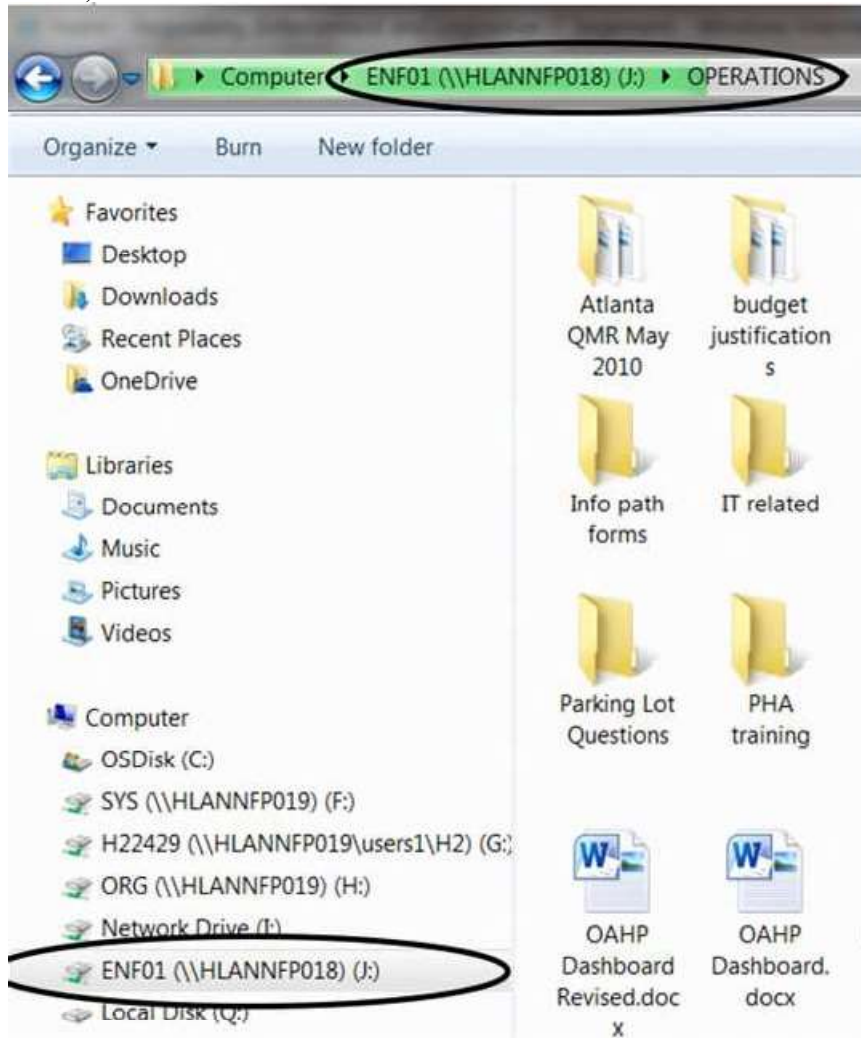 Computer ▸ ENF01 (\\HLANNFP018) (J:) ▸ OPERATIONS
Organize Burn New folder
Favorites
Desktop
Downloads
Recent Places
OneDrive
Libraries
Documents
Music
Pictures
Videos
Computer
OSDisk (C:)
SYS (\\HLANNFP019) (F:)
H22429 (\\HLANNFP019\users1\H2) (G:)
ORG (\\HLANNFP019) (H:)
Network Drive (I:)
ENF01 (\\HLANNFP018) (J:)
Local Disk (Q:)
Atlanta
QMR May
2010
budget
justification
s
Info path
forms
IT related
Parking Lot
Questions
PHA
training
OAHP
Dashboard
Revised.doc
x
OAHP
Dashboard.
docx
W
W